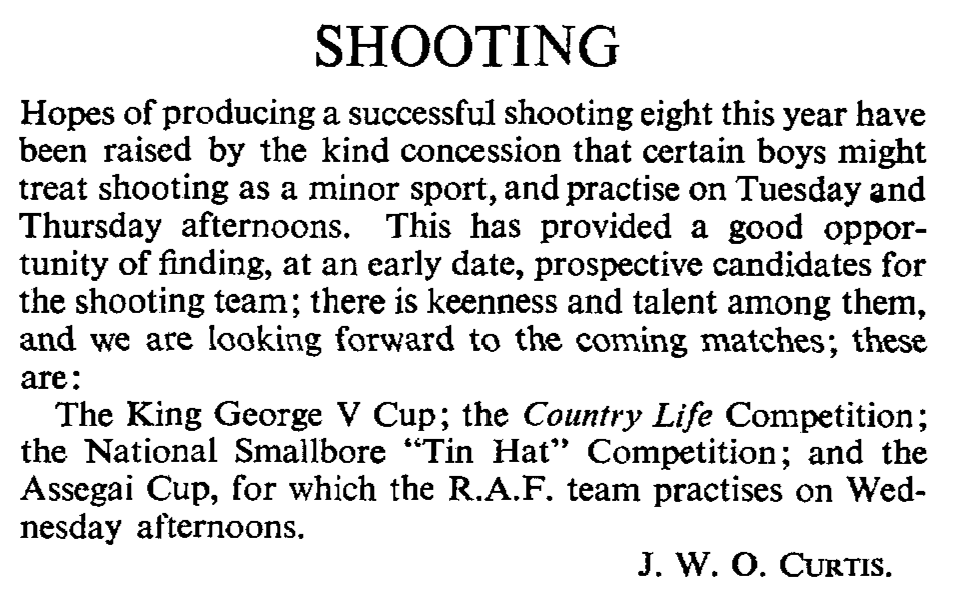 SHOOTING
Hopes of producing a successful shooting eight this year have
been raised by the kind concession that certain boys might
treat shooting as a minor sport, and practise on Tuesday and
Thursday afternoons. This has provided a good oppor-
tunity of finding, at an early date, prospective candidates for
the shooting team; there is keenness and talent among them,
and we are looking forward to the coming matches; these
are:
The King George V Cup; the Country Life Competition;
the National Smallbore “Tin Hat” Competition; and the
Assegai Cup, for which the R.A.F. team practises on Wed-
nesday afternoons.
J. W. O. CURTIS.